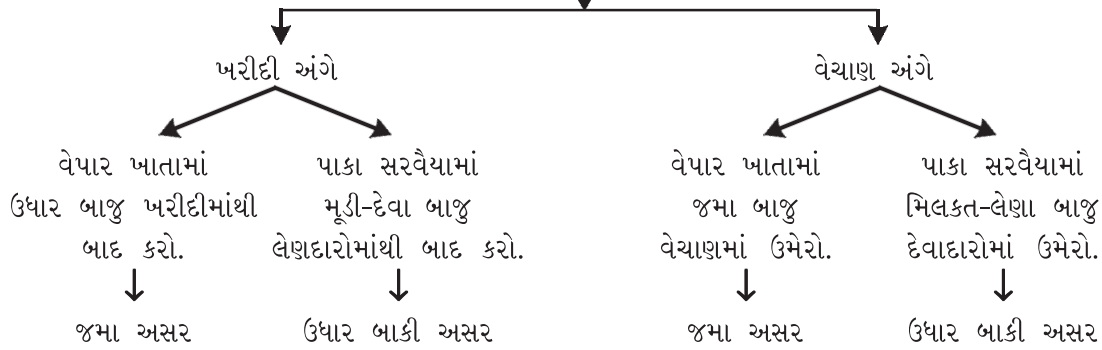 ખરીદી અંગે
વેચાણ અંગે
વેપાર ખાતામાં
ઉધાર બાજુ ખરીદીમાંથી
બાદ કરો.
પાકા સરવૈયામાં
મૂડી-દેવા બાજુ
લેણદારોમાંથી બાદ કરો.
વેપાર ખાતામાં
જમા બાજુ
વેચાણમાં ઉમેરો.
પાકા સરવૈયામાં
મિલકત-લેણા બાજુ
દેવાદારોમાં ઉમેરો.
જમા અસર
ઉધાર બાકી અસર
જમા અસર
ઉધાર બાકી અસર